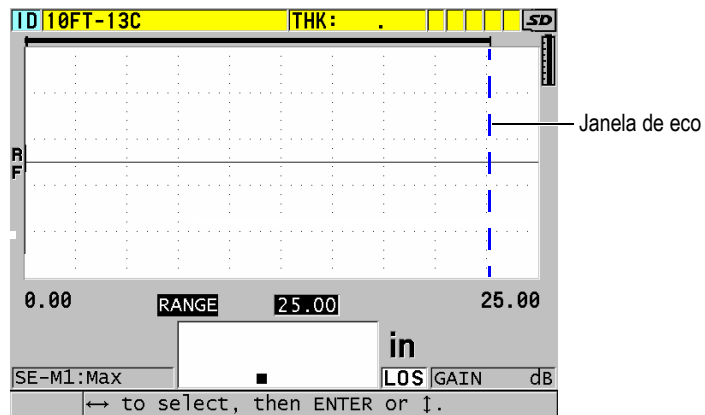 ID 10FT-13C THK: . SD
Janela de eco
RF
0.00 RANGE 25.00 25.00
in
SE-M1:Max LOS GAIN dB
↔ to select, then ENTER or ↕.